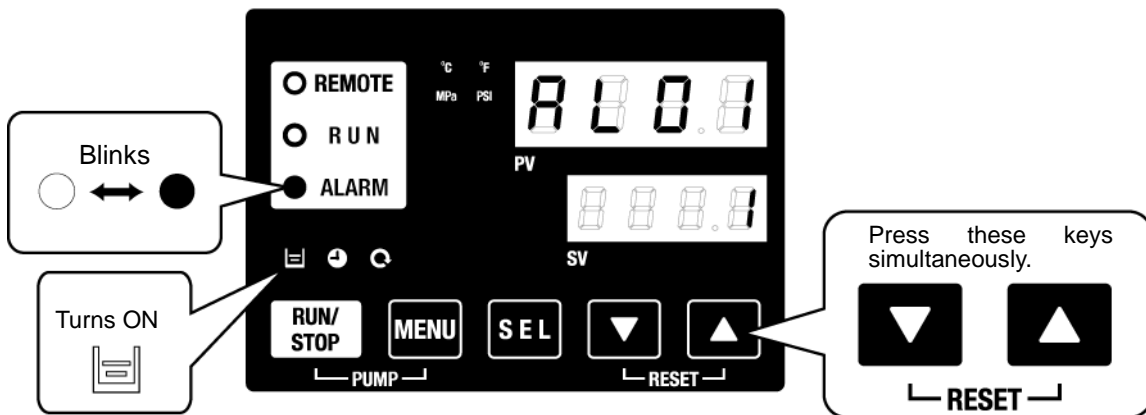 REMOTE
RUN
ALARM
°C °F
MPa PSI
AL01
PV
1
SV
Blinks
Turns ON
RUN/
STOP
MENU
SEL
PUMP
RESET
Press these keys
simultaneously.
RESET